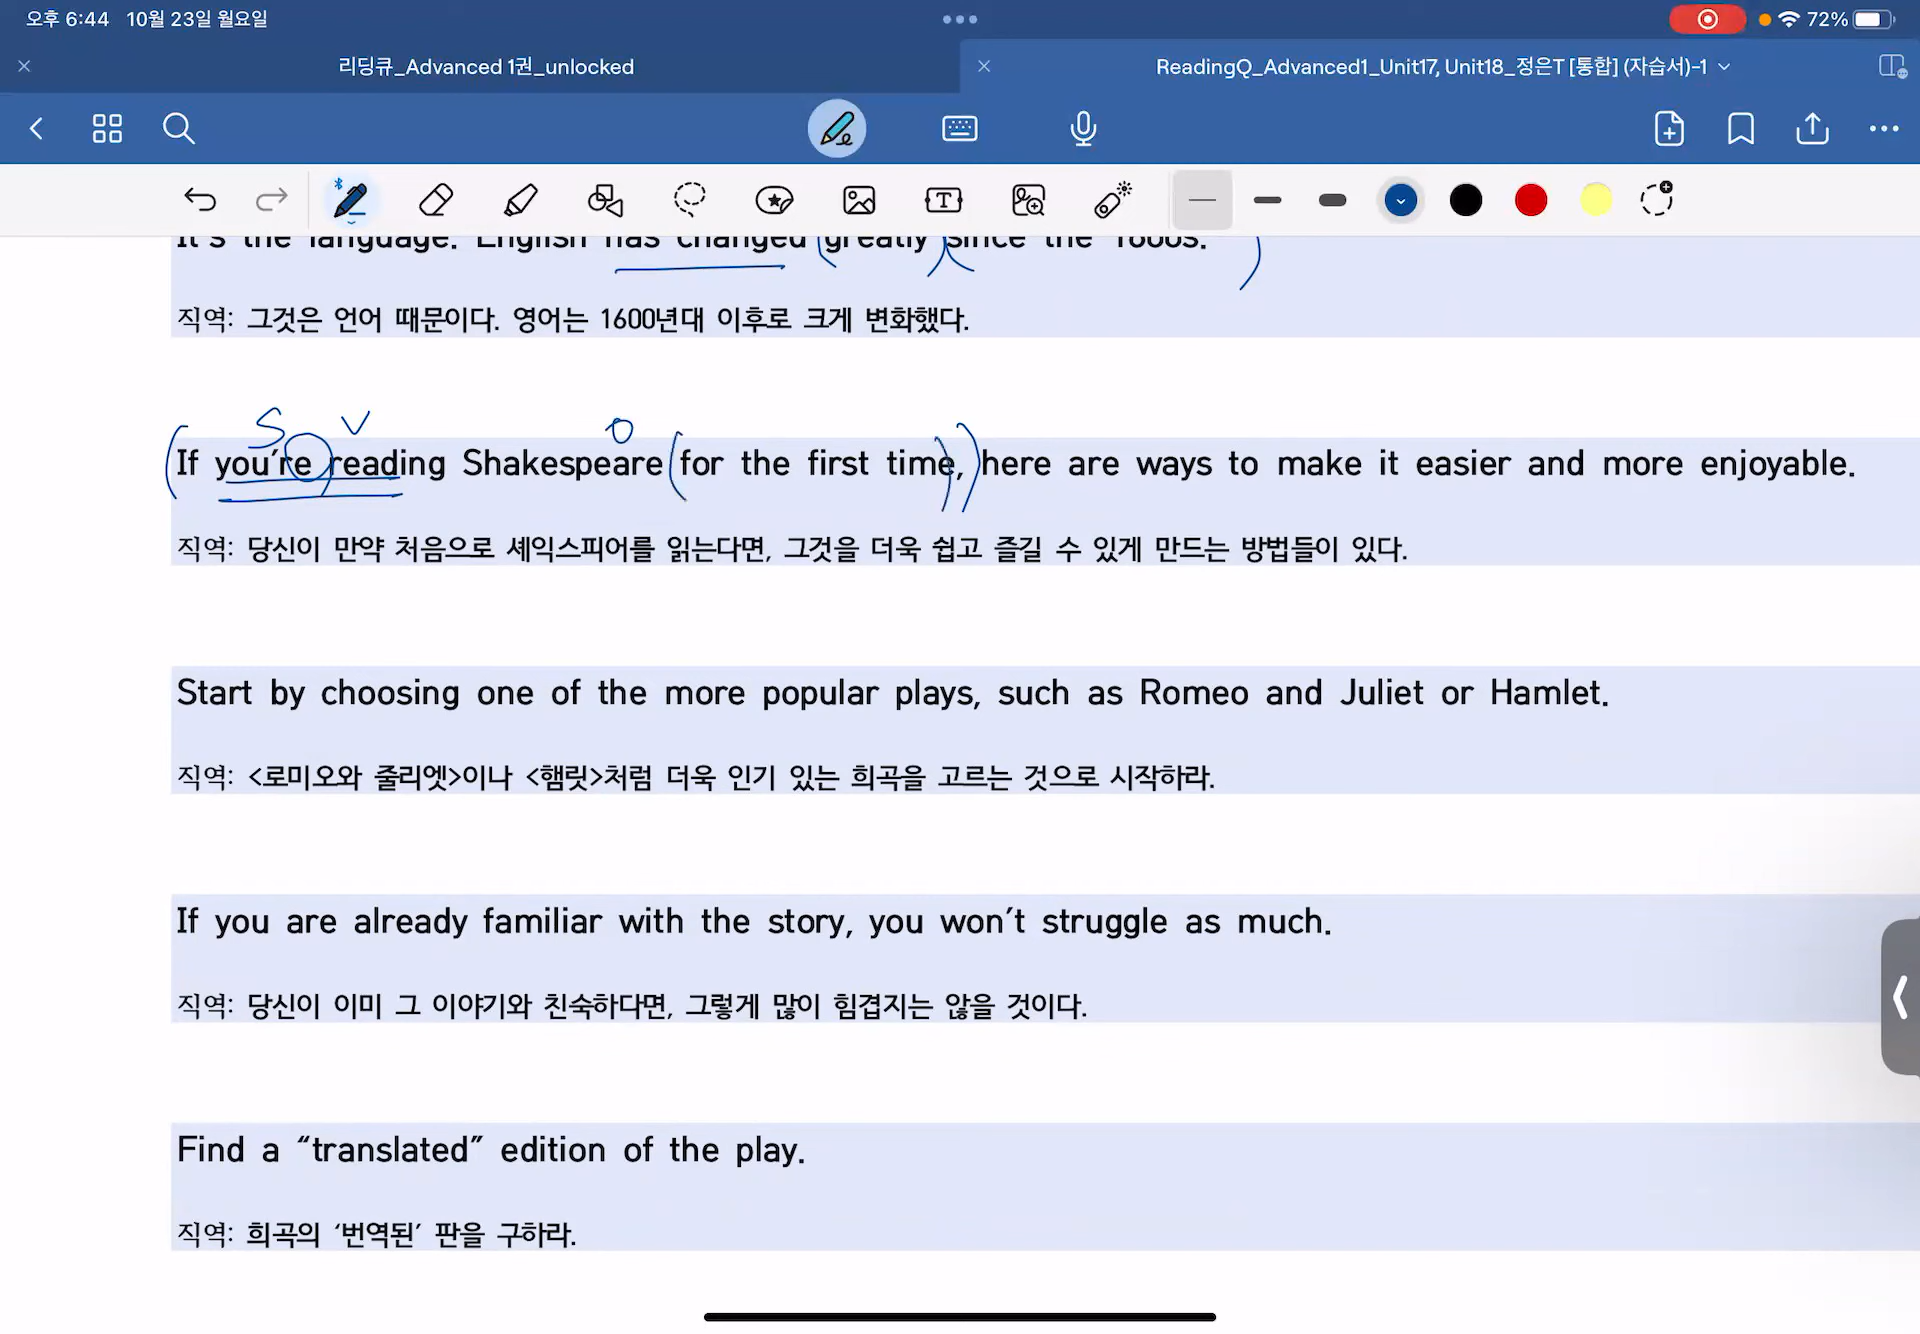 오후 6:44 10월 23일 월요일
72%
리딩큐_Advanced 1권_unlocked
ReadingQ_Advanced1_Unit17, Unit18_정은T [통합] (자습서)-1
It's the language. English has changed (greatly)(since the 1600s. )
직역: 그것은 언어 때문이다. 영어는 1600년대 이후로 크게 변화했다.
S V O
(If you're reading Shakespeare (for the first time,)) here are ways to make it easier and more enjoyable.
직역: 당신이 만약 처음으로 셰익스피어를 읽는다면, 그것을 더욱 쉽고 즐길 수 있게 만드는 방법들이 있다.
Start by choosing one of the more popular plays, such as Romeo and Juliet or Hamlet.
직역: <로미오와 줄리엣>이나 <햄릿>처럼 더욱 인기 있는 희곡을 고르는 것으로 시작하라.
If you are already familiar with the story, you won't struggle as much.
직역: 당신이 이미 그 이야기와 친숙하다면, 그렇게 많이 힘겹지는 않을 것이다.
Find a “translated” edition of the play.
직역: 희곡의 ‘번역된’ 판을 구하라.